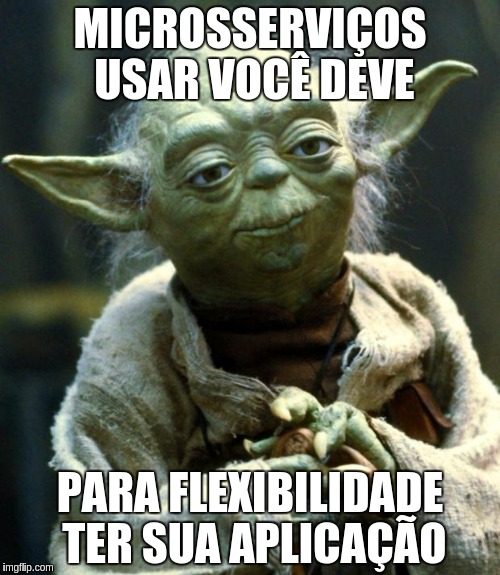 MICROSSERVIÇOS
USAR VOCÊ DEVE
PARA FLEXIBILIDADE
TER SUA APLICAÇÃO
imgflip.com